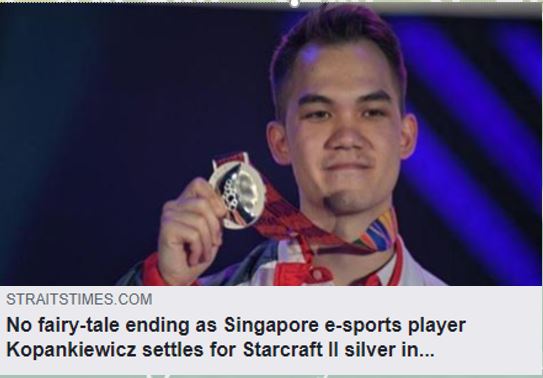 STRAITSTIMES.COM
No fairy-tale ending as Singapore e-sports player
Kopankiewicz settles for Starcraft II silver in...